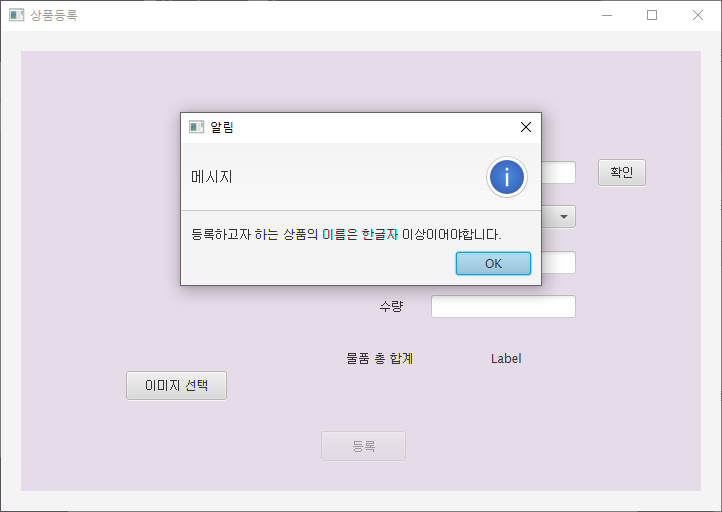 상품등록
알림
메시지
등록하고자 하는 상품의 이름은 한글자 이상이어야합니다.
OK
확인
수량
물품 총 합계 Label
이미지 선택
등록